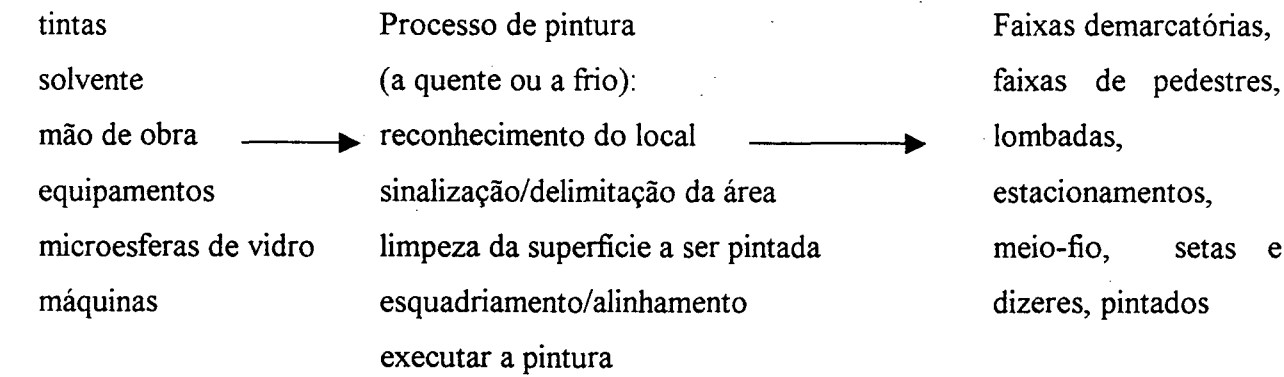 tintas
solvente
mão de obra
equipamentos
microesferas de vidro
máquinas
Processo de pintura
(a quente ou a frio):
reconhecimento do local
sinalização/delimitação da área
limpeza da superfície a ser pintada
esquadriamento/alinhamento
executar a pintura
Faixas demarcatórias,
faixas de pedestres,
lombadas,
estacionamentos,
meio-fio, setas e
dizeres, pintados